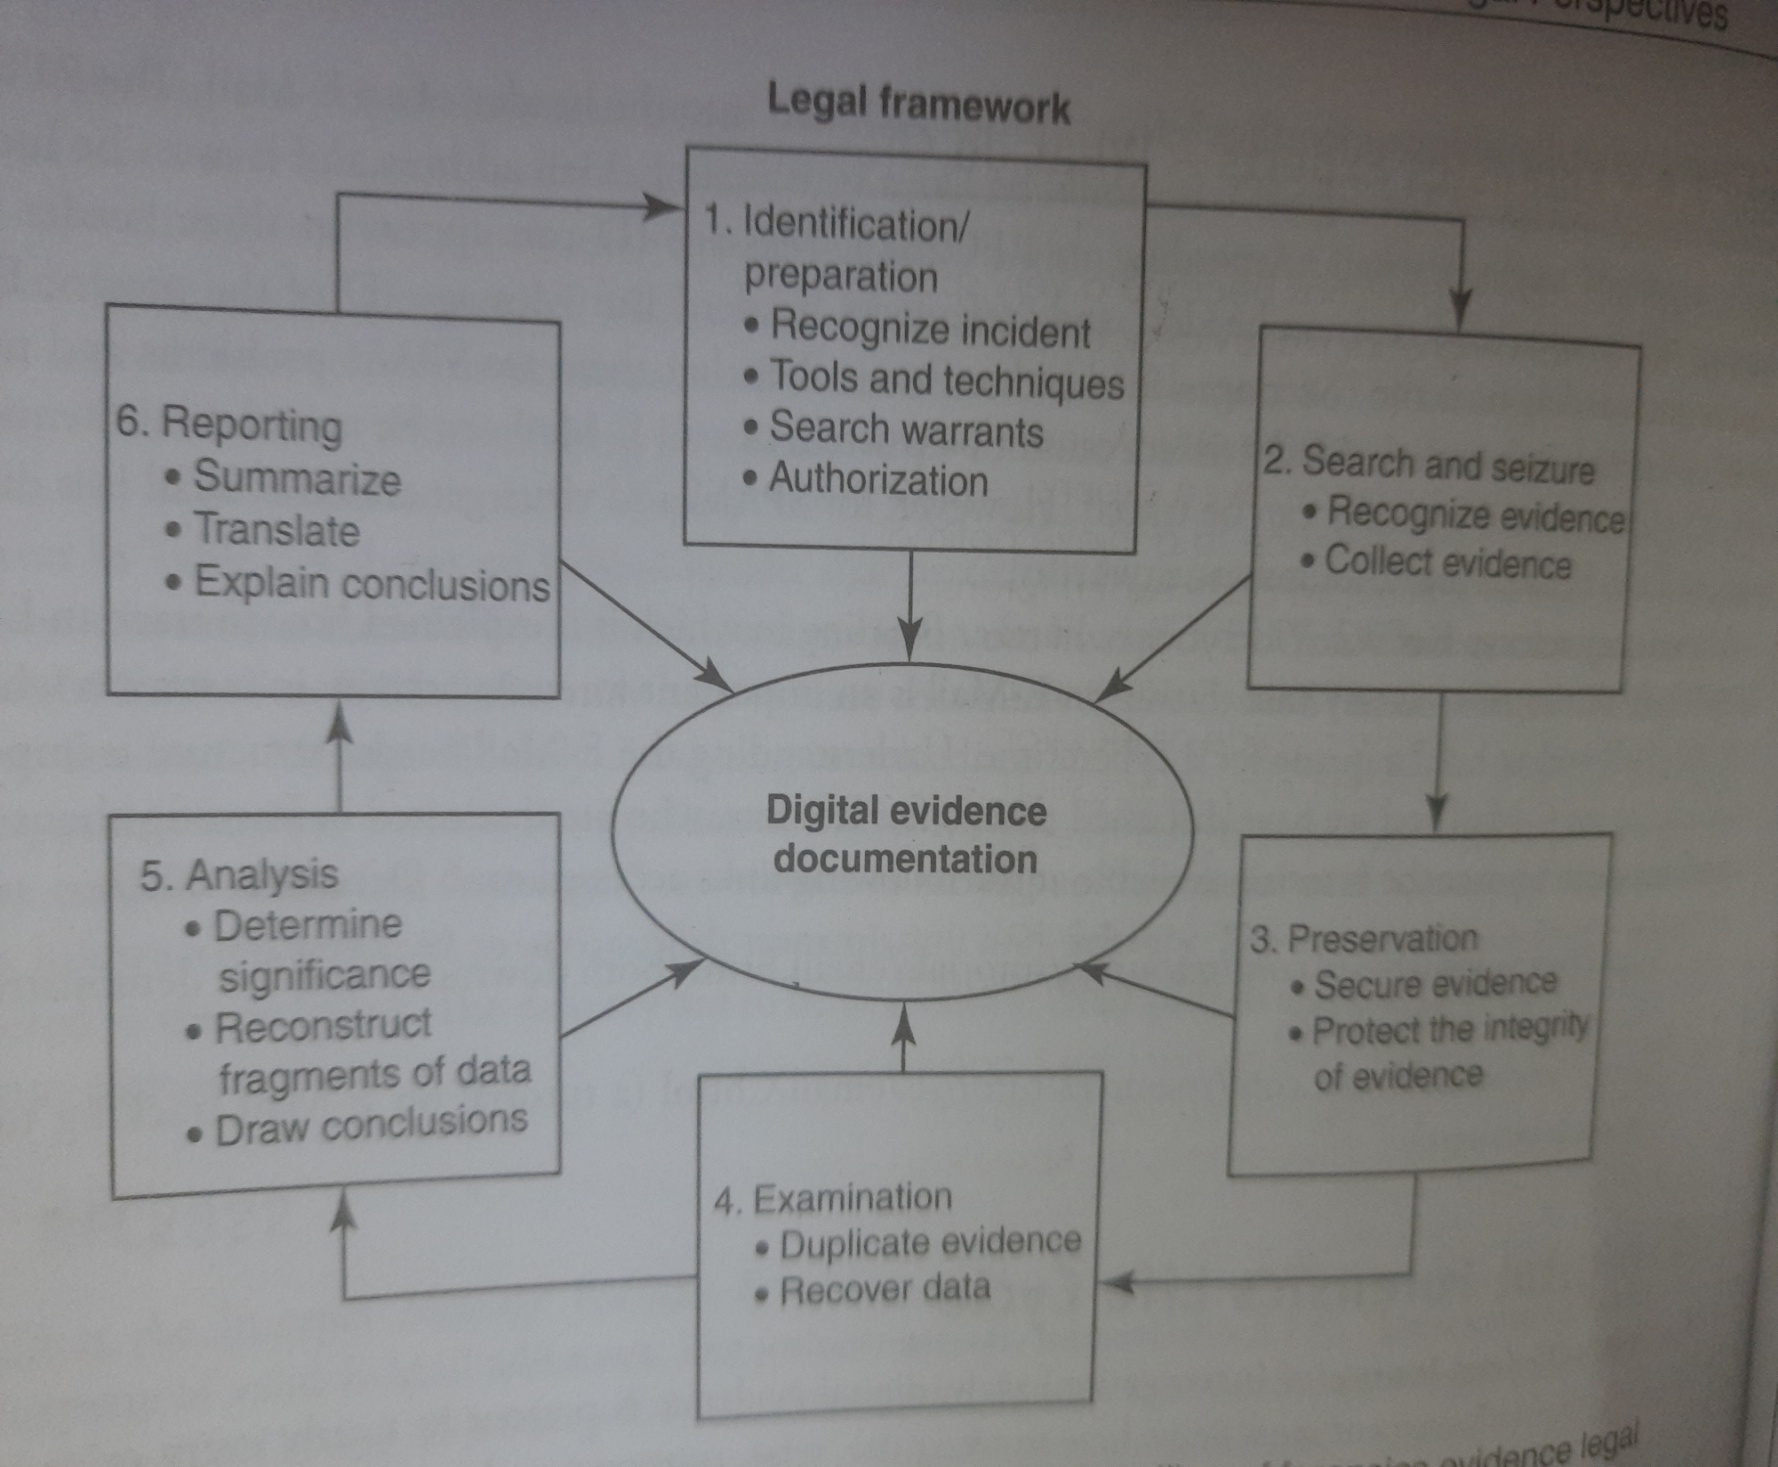 Perspectives
Legal framework
1. Identification/
preparation
• Recognize incident
• Tools and techniques
• Search warrants
• Authorization
2. Search and seizure
• Recognize evidence
• Collect evidence
3. Preservation
• Secure evidence
• Protect the integrity
of evidence
4. Examination
• Duplicate evidence
• Recover data
5. Analysis
• Determine
significance
• Reconstruct
fragments of data
• Draw conclusions
6. Reporting
• Summarize
• Translate
• Explain conclusions
Digital evidence
documentation
evidence legal